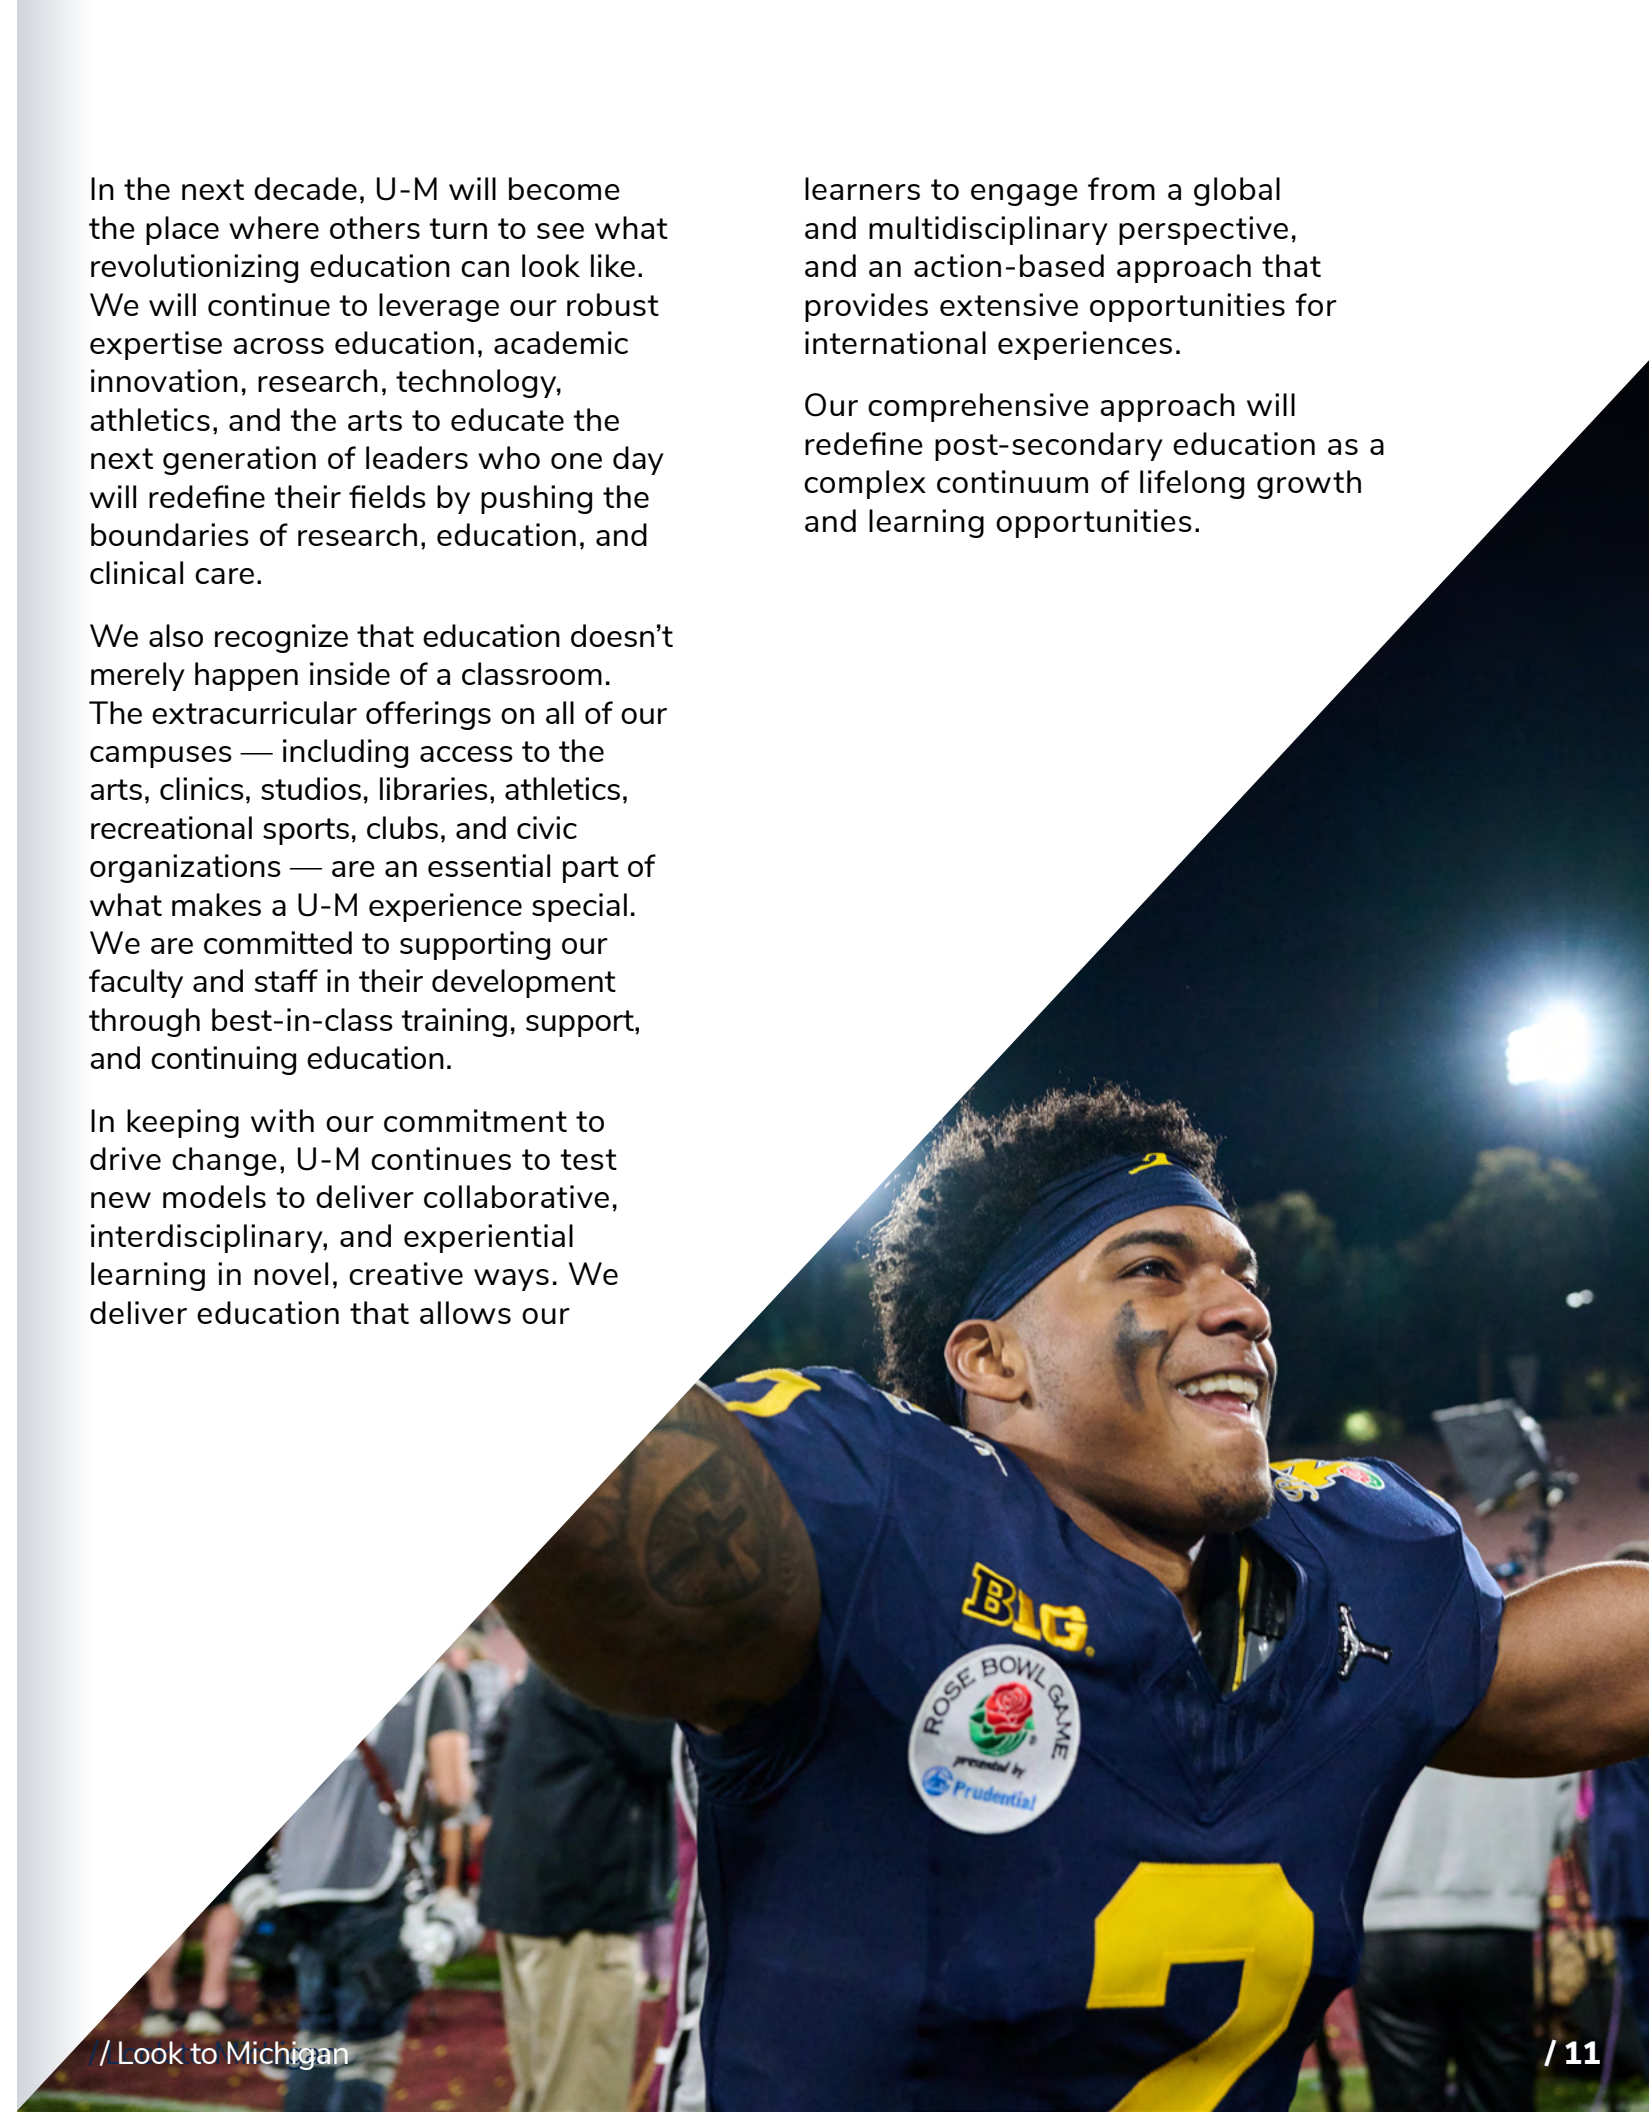 In the next decade, U-M will become
the place where others turn to see what
revolutionizing education can look like.
We will continue to leverage our robust
expertise across education, academic
innovation, research, technology,
athletics, and the arts to educate the
next generation of leaders who one day
will redefine their fields by pushing the
boundaries of research, education, and
clinical care.
We also recognize that education doesn’t
merely happen inside of a classroom.
The extracurricular offerings on all of our
campuses — including access to the
arts, clinics, studios, libraries, athletics,
recreational sports, clubs, and civic
organizations — are an essential part of
what makes a U-M experience special.
We are committed to supporting our
faculty and staff in their development
through best-in-class training, support,
and continuing education.
In keeping with our commitment to
drive change, U-M continues to test
new models to deliver collaborative,
interdisciplinary, and experiential
learning in novel, creative ways. We
deliver education that allows our
learners to engage from a global
and multidisciplinary perspective,
and an action-based approach that
provides extensive opportunities for
international experiences.
Our comprehensive approach will
redefine post-secondary education as a
complex continuum of lifelong growth
and learning opportunities.
B1G
ROSE BOWL GAME
presented by
Prudential
2
/ Look to Michigan
/ 11